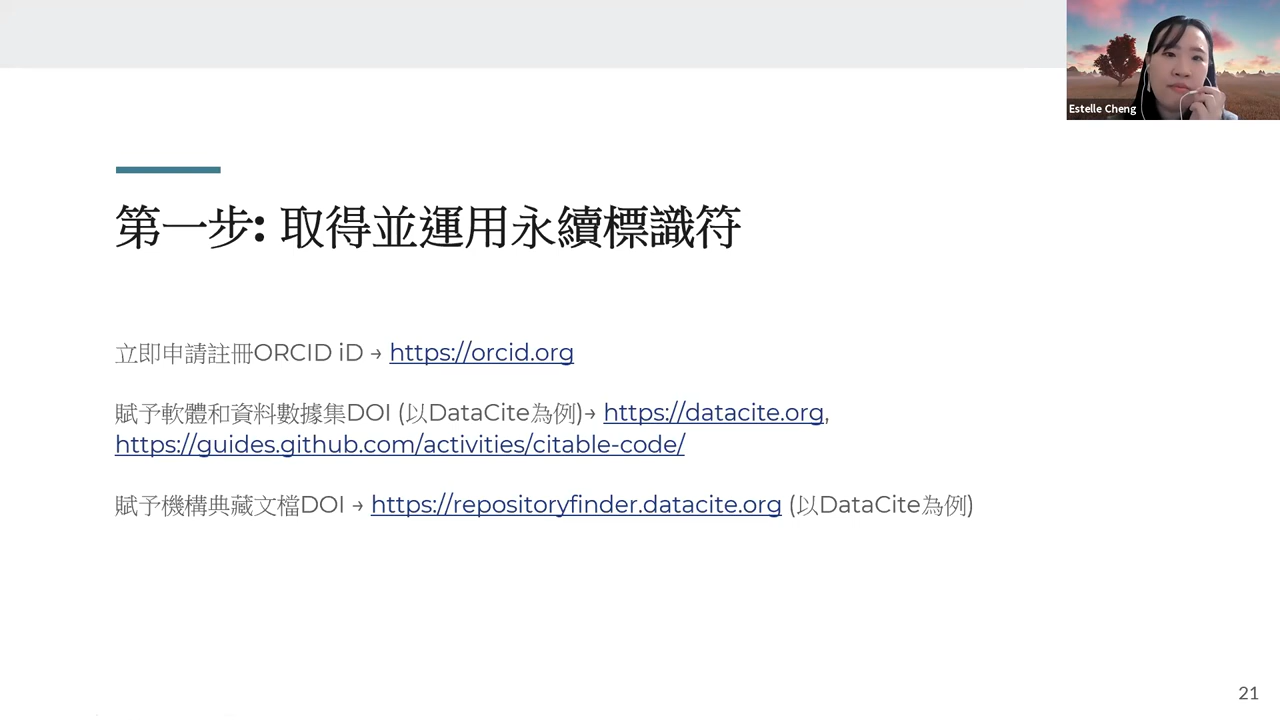 Estelle Cheng
第一步: 取得並運用永續標識符
立即申請註冊ORCID iD → https://orcid.org
賦予軟體和資料數據集DOI (以DataCite為例)→ https://datacite.org,
https://guides.github.com/activities/citable-code/
賦予機構典藏文檔DOI → https://repositoryfinder.datacite.org (以DataCite為例)
21